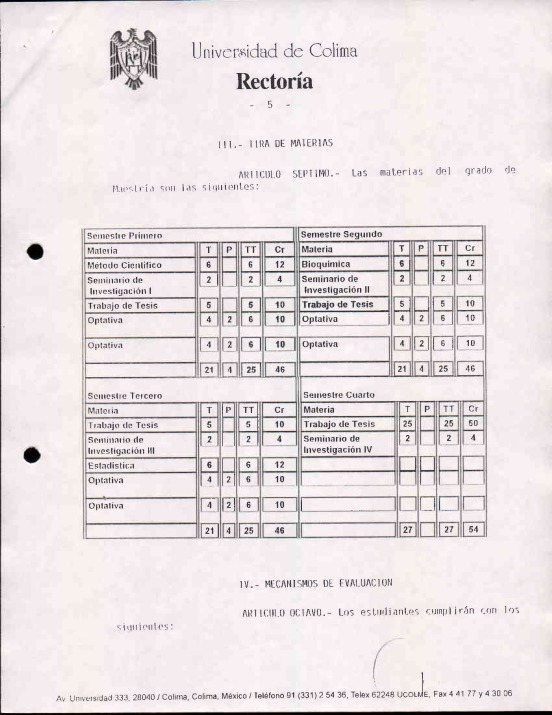 Universidad de Colima
Rectoría
- 5 -
III.- TIRA DE MATERIAS
ARTICULO SEPTIMO.- Las materias del grado de
Maestría son las siguientes:
Semestre Primero
Materia T P TT Cr
Método Científico 6 6 12
Seminario de 2 2 4
Investigación I
Trabajo de Tesis 5 5 10
Optativa 4 2 6 10
Optativa 4 2 6 10
21 4 25 46
Semestre Segundo
Materia T P TT Cr
Bioquimica 6 6 12
Seminario de 2 2 4
Investigación II
Trabajo de Tesis 5 5 10
Optativa 4 2 6 10
Optativa 4 2 6 10
21 4 25 46
Semestre Tercero
Materia T P TT Cr
Trabajo de Tesis 5 5 10
Seminario de 2 2 4
Investigación III
Estadística 6 6 12
Optativa 4 2 6 10
Optativa 4 2 6 10
21 4 25 46
Semestre Cuarto
Materia T P TT Cr
Trabajo de Tesis 25 25 50
Seminario de 2 2 4
Investigación IV
27 27 54
IV.- MECANISMOS DE EVALUACION
ARTICULO OCTAVO.- Los estudiantes cumplirán con los
siguientes:
Av. Universidad 333, 28040 / Colima, Colima, México / Teléfono 91 (331) 2 54 36, Telex 62248 UCOLME, Fax 4 41 77 y 4 30 06